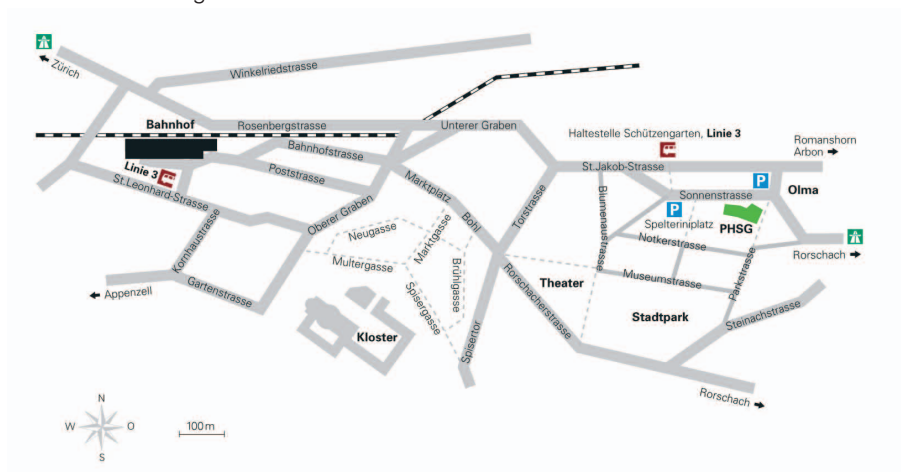 Zürich
Winkelriedstrasse
Bahnhof
Rosenbergstrasse
Unterer Graben
Haltestelle Schützengarten, Linie 3
Romanshorn
Arbon
Bahnhofstrasse
Linie 3
Poststrasse
St.Leonhard-Strasse
St.Jakob-Strasse
Marktplatz
Bohl
Torstrasse
Blumenaustrasse
Sonnenstrasse
P
Olma
P
Spelteriniplatz
PHSG
Oberer Graben
Neugasse
Marktgasse
Notkerstrasse
Rorschach
Kornhaustrasse
Multergasse
Brühlgasse
Museumstrasse
Parkstrasse
Theater
Appenzell
Gartenstrasse
Spisergasse
Rorschacherstrasse
Stadtpark
Steinachstrasse
Kloster
Spisertor
Rorschach
N
W
O
S
100 m